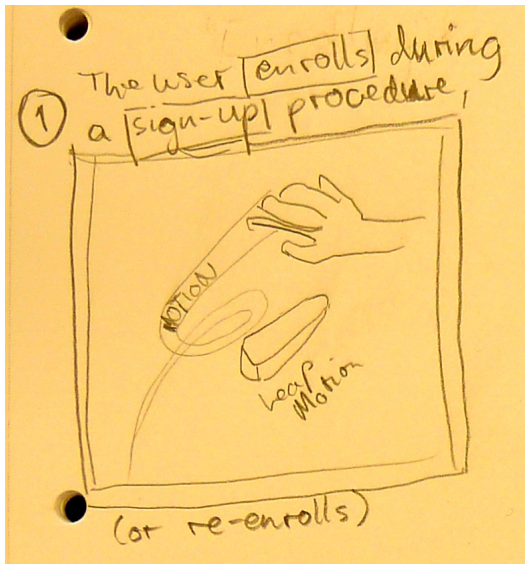 The user enrolls during
1 a sign-up procedure,
MOTION
Leap
Motion
(or re-enrolls)